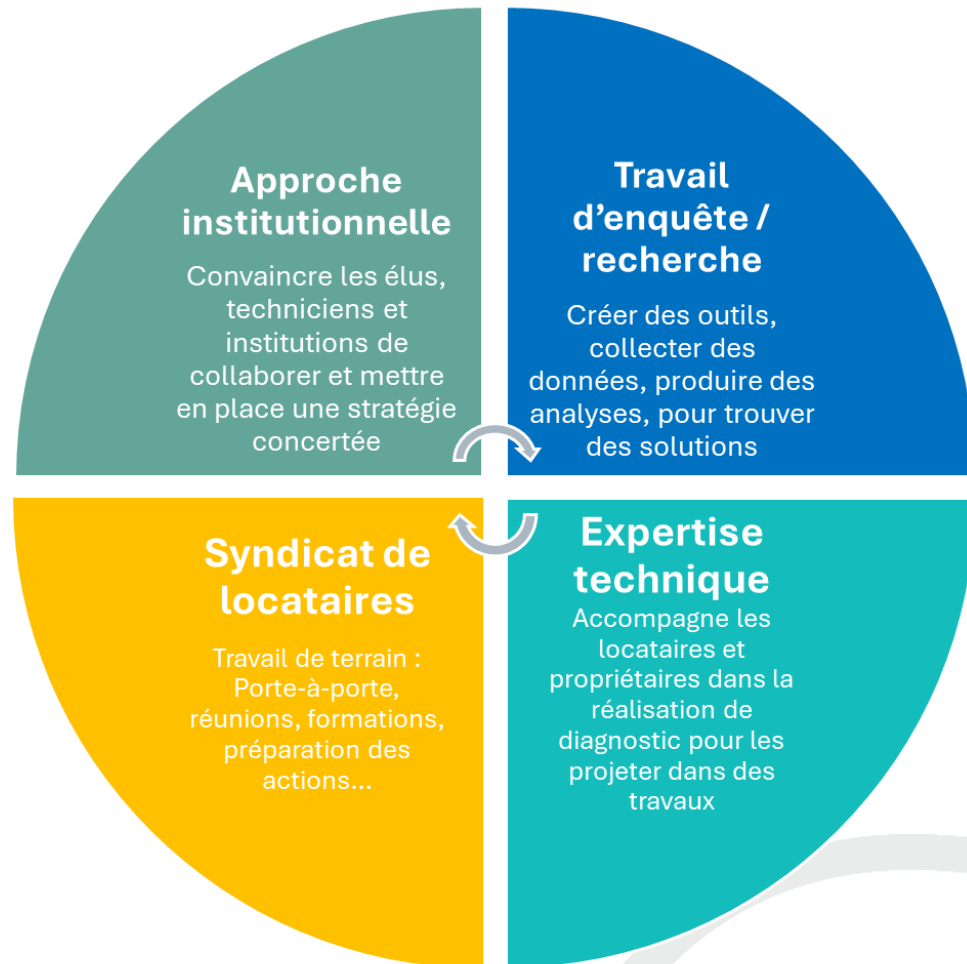 Approche
institutionnelle
Convaincre les élus,
techniciens et
institutions de
collaborer et mettre
en place une stratégie
concertée
Travail
d’enquête /
recherche
Créer des outils,
collecter des
données, produire des
analyses, pour trouver
des solutions
Syndicat de
locataires
Travail de terrain :
Porte-à-porte,
réunions, formations,
préparation des
actions...
Expertise
technique
Accompagne les
locataires et
propriétaires dans la
réalisation de
diagnostic pour les
projeter dans des
travaux